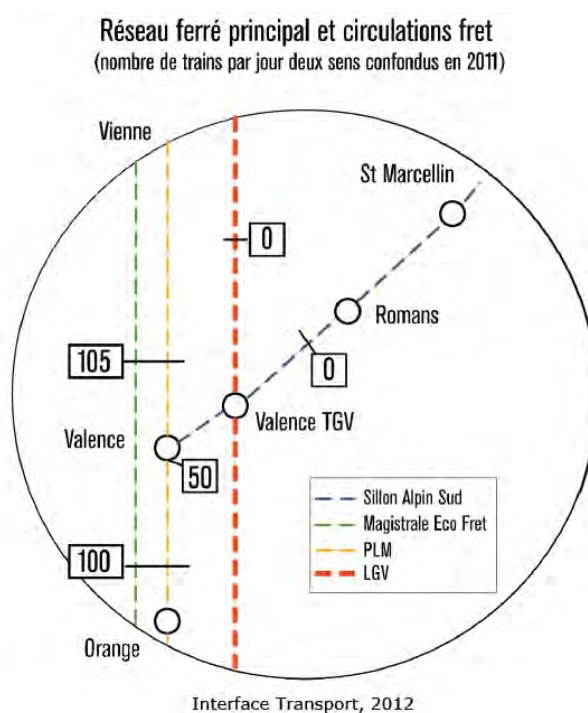 Réseau ferré principal et circulations fret
(nombre de trains par jour deux sens confondus en 2011)
Vienne
St Marcellin
0
Romans
105
0
Valence TGV
Valence
50
Sillon Alpin Sud
Magistrale Eco Fret
PLM
LGV
100
Orange
Interface Transport, 2012